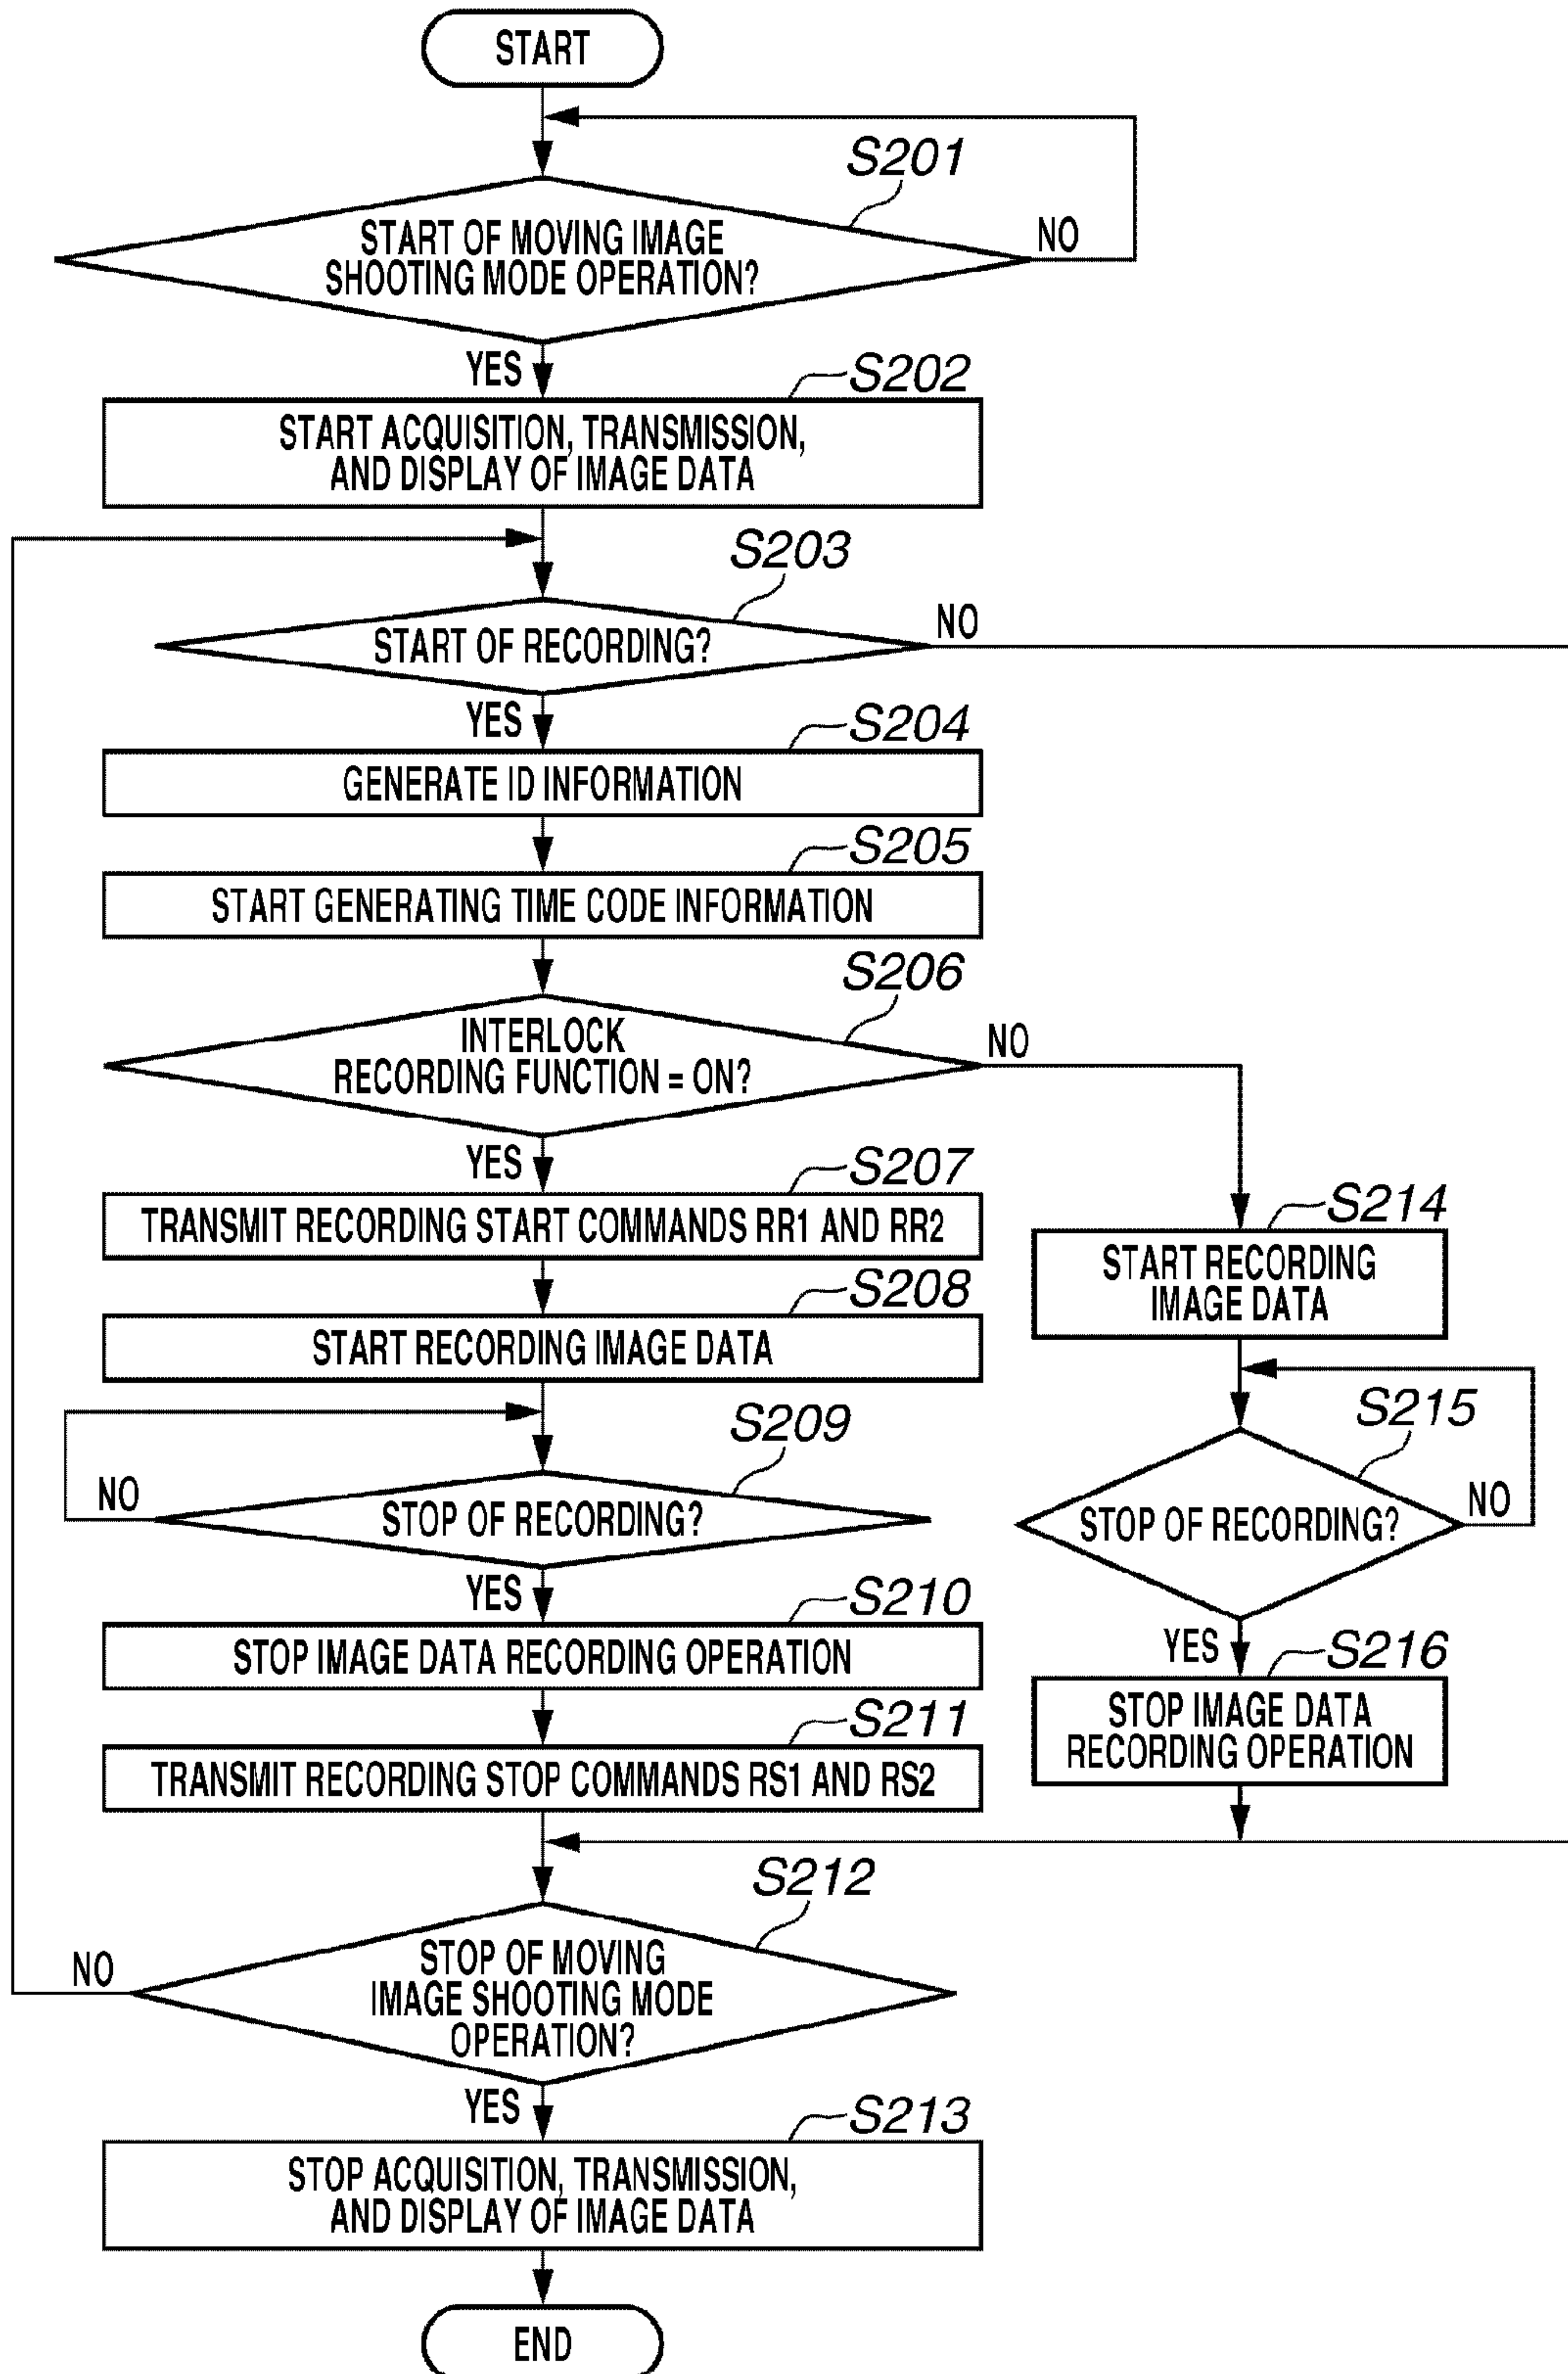 START
S201
START OF MOVING IMAGE
SHOOTING MODE OPERATION?
NO
YES
S202
START ACQUISITION, TRANSMISSION,
AND DISPLAY OF IMAGE DATA
S203
START OF RECORDING?
NO
YES
S204
GENERATE ID INFORMATION
S205
START GENERATING TIME CODE INFORMATION
S206
INTERLOCK
RECORDING FUNCTION = ON?
NO
YES
S207
TRANSMIT RECORDING START COMMANDS RR1 AND RR2
S208
START RECORDING IMAGE DATA
S209
STOP OF RECORDING?
NO
YES
S210
STOP IMAGE DATA RECORDING OPERATION
S211
TRANSMIT RECORDING STOP COMMANDS RS1 AND RS2
S214
START RECORDING
IMAGE DATA
S215
STOP OF RECORDING?
NO
YES
S216
STOP IMAGE DATA
RECORDING OPERATION
S212
STOP OF MOVING
IMAGE SHOOTING MODE
OPERATION?
NO
YES
S213
STOP ACQUISITION, TRANSMISSION,
AND DISPLAY OF IMAGE DATA
END